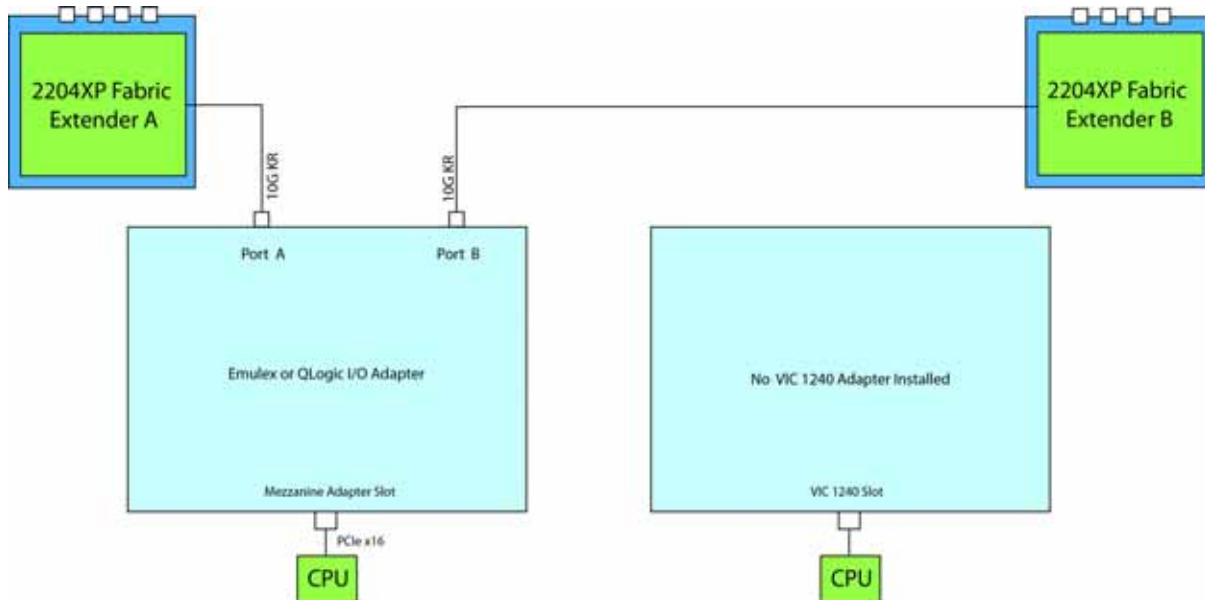 2204XP Fabric
Extender A
2204XP Fabric
Extender B
10G KR
10G KR
Port A
Port B
Emulex or QLogic I/O Adapter
No VIC 1240 Adapter Installed
Mezzanine Adapter Slot
VIC 1240 Slot
PCIe x16
CPU
CPU